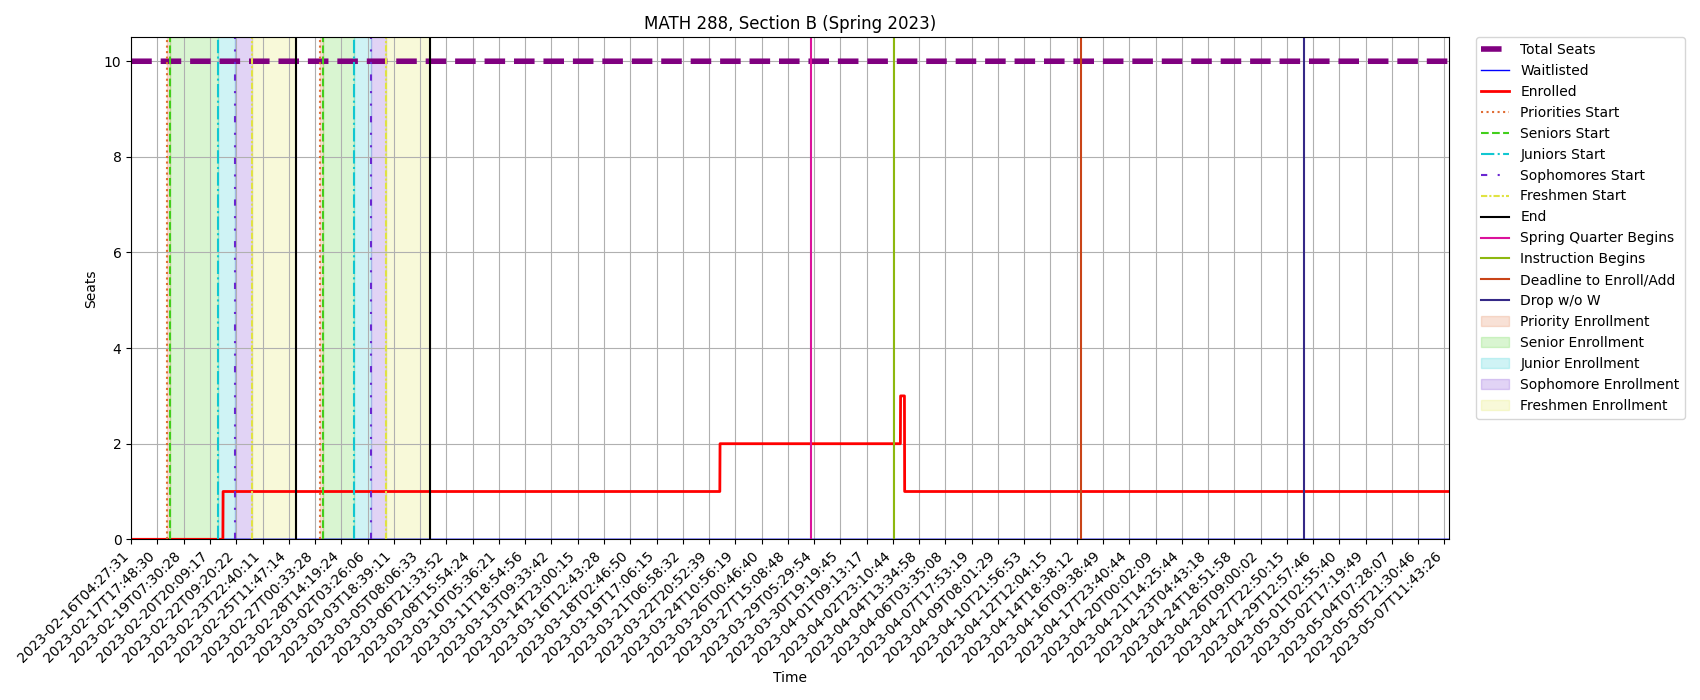 MATH 288, Section B (Spring 2023)
10
8
6
4
2
0
Seats
2023-02-16T04:27:31
2023-02-17T17:48:30
2023-02-19T07:30:28
2023-02-20T20:09:17
2023-02-22T09:20:22
2023-02-23T22:40:11
2023-02-25T11:47:14
2023-02-27T00:33:28
2023-02-28T14:19:24
2023-03-02T03:26:06
2023-03-03T18:39:11
2023-03-05T08:06:33
2023-03-06T21:33:52
2023-03-08T15:54:24
2023-03-10T05:36:21
2023-03-11T18:54:56
2023-03-13T09:33:42
2023-03-14T23:00:15
2023-03-16T12:43:28
2023-03-18T02:46:50
2023-03-19T17:06:15
2023-03-21T06:58:32
2023-03-22T20:52:39
2023-03-24T10:56:19
2023-03-26T00:46:40
2023-03-27T15:08:48
2023-03-29T05:29:54
2023-03-30T19:19:45
2023-04-01T09:13:17
2023-04-02T23:10:44
2023-04-04T13:34:58
2023-04-06T03:35:08
2023-04-07T17:53:19
2023-04-09T08:01:29
2023-04-10T21:56:53
2023-04-12T12:04:15
2023-04-14T18:38:12
2023-04-16T09:38:49
2023-04-17T23:40:44
2023-04-20T00:02:09
2023-04-21T14:25:44
2023-04-23T04:43:18
2023-04-24T18:51:58
2023-04-26T09:00:02
2023-04-27T22:50:15
2023-04-29T12:57:46
2023-05-01T02:55:40
2023-05-02T17:19:49
2023-05-04T07:28:07
2023-05-05T21:30:46
2023-05-07T11:43:26
Time
Total Seats
Waitlisted
Enrolled
Priorities Start
Seniors Start
Juniors Start
Sophomores Start
Freshmen Start
End
Spring Quarter Begins
Instruction Begins
Deadline to Enroll/Add
Drop w/o W
Priority Enrollment
Senior Enrollment
Junior Enrollment
Sophomore Enrollment
Freshmen Enrollment